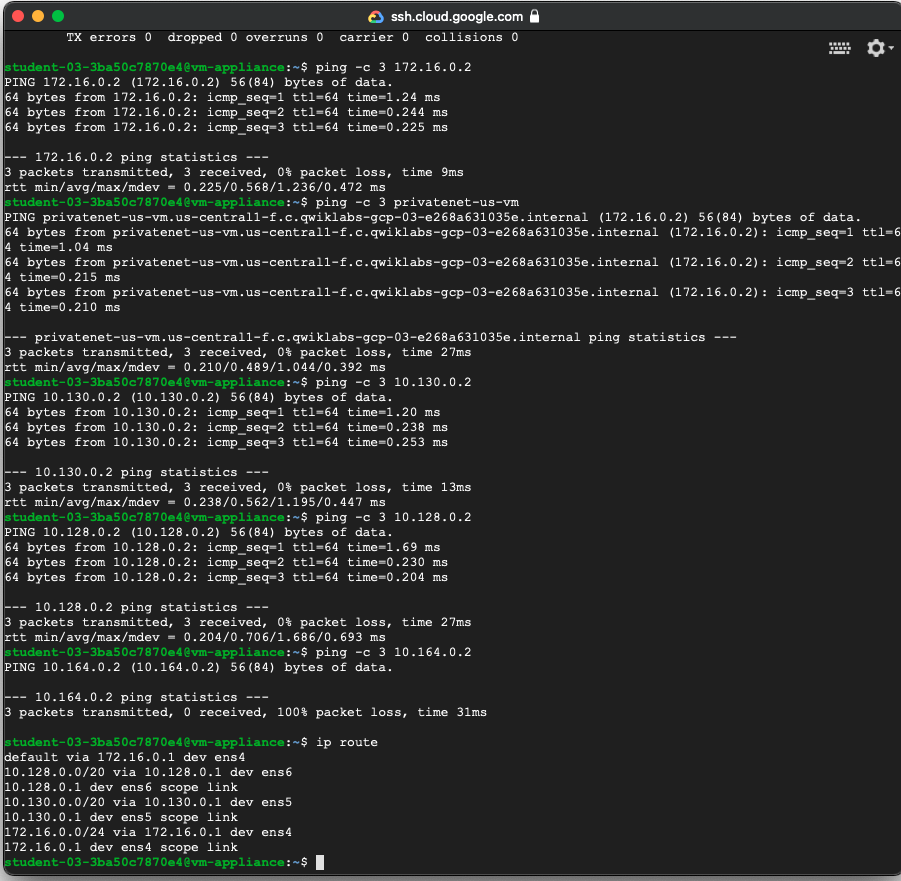 ssh.cloud.google.com
TX errors 0  dropped 0 overruns 0  carrier 0  collisions 0
student-03-3ba50c7870e4@vm-appliance:~$ ping -c 3 172.16.0.2
PING 172.16.0.2 (172.16.0.2) 56(84) bytes of data.
64 bytes from 172.16.0.2: icmp_seq=1 ttl=64 time=1.24 ms
64 bytes from 172.16.0.2: icmp_seq=2 ttl=64 time=0.244 ms
64 bytes from 172.16.0.2: icmp_seq=3 ttl=64 time=0.225 ms
--- 172.16.0.2 ping statistics ---
3 packets transmitted, 3 received, 0% packet loss, time 9ms
rtt min/avg/max/mdev = 0.225/0.568/1.236/0.472 ms
student-03-3ba50c7870e4@vm-appliance:~$ ping -c 3 privatenet-us-vm
PING privatenet-us-vm.us-central1-f.c.qwiklabs-gcp-03-e268a631035e.internal (172.16.0.2) 56(84) bytes of data.
64 bytes from privatenet-us-vm.us-central1-f.c.qwiklabs-gcp-03-e268a631035e.internal (172.16.0.2): icmp_seq=1 ttl=6
4 time=1.04 ms
64 bytes from privatenet-us-vm.us-central1-f.c.qwiklabs-gcp-03-e268a631035e.internal (172.16.0.2): icmp_seq=2 ttl=6
4 time=0.215 ms
64 bytes from privatenet-us-vm.us-central1-f.c.qwiklabs-gcp-03-e268a631035e.internal (172.16.0.2): icmp_seq=3 ttl=6
4 time=0.210 ms
--- privatenet-us-vm.us-central1-f.c.qwiklabs-gcp-03-e268a631035e.internal ping statistics ---
3 packets transmitted, 3 received, 0% packet loss, time 27ms
rtt min/avg/max/mdev = 0.210/0.489/1.044/0.392 ms
student-03-3ba50c7870e4@vm-appliance:~$ ping -c 3 10.130.0.2
PING 10.130.0.2 (10.130.0.2) 56(84) bytes of data.
64 bytes from 10.130.0.2: icmp_seq=1 ttl=64 time=1.20 ms
64 bytes from 10.130.0.2: icmp_seq=2 ttl=64 time=0.238 ms
64 bytes from 10.130.0.2: icmp_seq=3 ttl=64 time=0.253 ms
--- 10.130.0.2 ping statistics ---
3 packets transmitted, 3 received, 0% packet loss, time 13ms
rtt min/avg/max/mdev = 0.238/0.562/1.195/0.447 ms
student-03-3ba50c7870e4@vm-appliance:~$ ping -c 3 10.128.0.2
PING 10.128.0.2 (10.128.0.2) 56(84) bytes of data.
64 bytes from 10.128.0.2: icmp_seq=1 ttl=64 time=1.69 ms
64 bytes from 10.128.0.2: icmp_seq=2 ttl=64 time=0.230 ms
64 bytes from 10.128.0.2: icmp_seq=3 ttl=64 time=0.204 ms
--- 10.128.0.2 ping statistics ---
3 packets transmitted, 3 received, 0% packet loss, time 27ms
rtt min/avg/max/mdev = 0.204/0.706/1.686/0.693 ms
student-03-3ba50c7870e4@vm-appliance:~$ ping -c 3 10.164.0.2
PING 10.164.0.2 (10.164.0.2) 56(84) bytes of data.
--- 10.164.0.2 ping statistics ---
3 packets transmitted, 0 received, 100% packet loss, time 31ms
student-03-3ba50c7870e4@vm-appliance:~$ ip route
default via 172.16.0.1 dev ens4
10.128.0.0/20 via 10.128.0.1 dev ens6
10.128.0.1 dev ens6 scope link
10.130.0.0/20 via 10.130.0.1 dev ens5
10.130.0.1 dev ens5 scope link
172.16.0.0/24 via 172.16.0.1 dev ens4
172.16.0.1 dev ens4 scope link
student-03-3ba50c7870e4@vm-appliance:~$